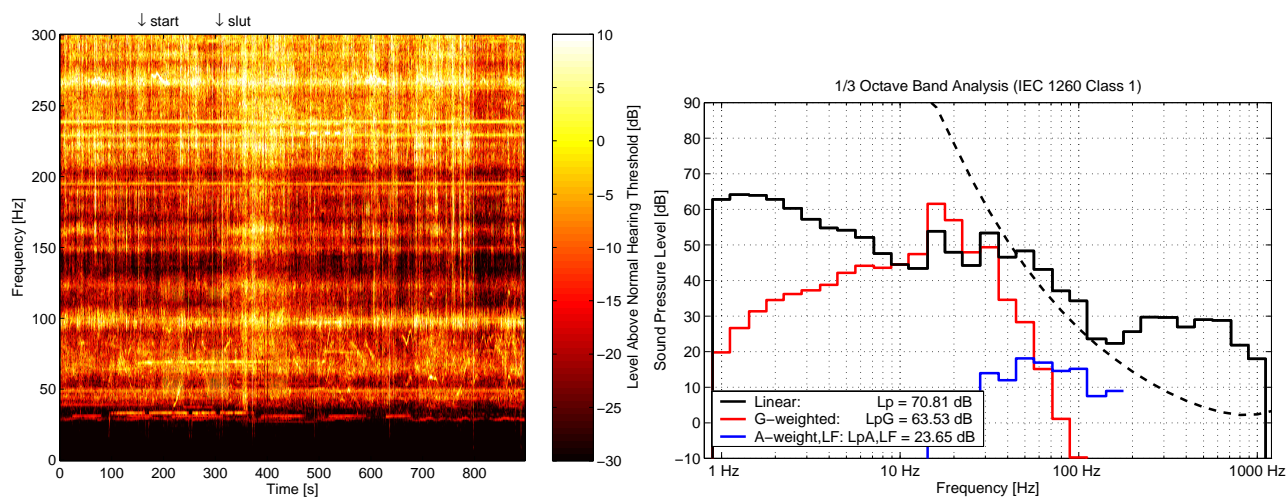 ↓ start ↓ slut
300
250
200
150
100
50
0
Frequency [Hz]
0 100 200 300 400 500 600 700 800
Time [s]
10
5
0
−5
−10
−15
−20
−25
−30
Level Above Normal Hearing Threshold [dB]
1/3 Octave Band Analysis (IEC 1260 Class 1)
90
80
70
60
50
40
30
20
10
0
−10
Sound Pressure Level [dB]
Linear: Lp = 70.81 dB
G−weighted: LpG = 63.53 dB
A−weight,LF: LpA,LF = 23.65 dB
1 Hz 10 Hz 100 Hz 1000 Hz
Frequency [Hz]